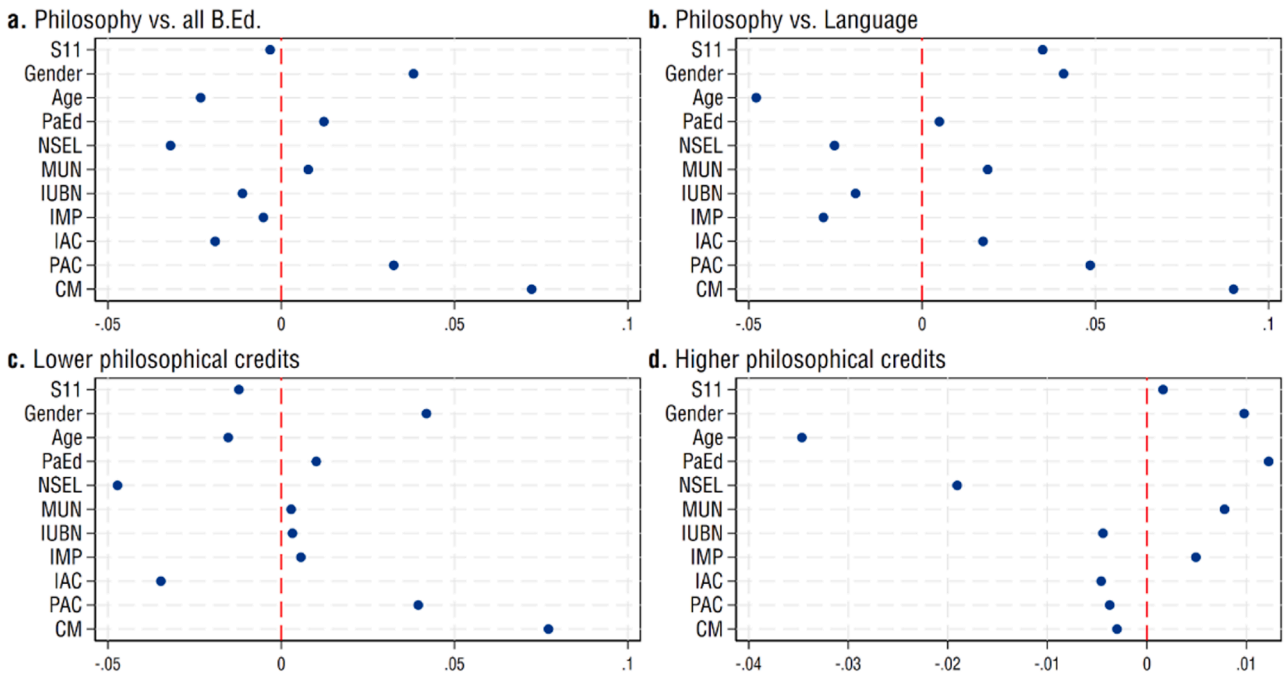 a. Philosophy vs. all B.Ed.
S11
Gender
Age
PaEd
NSEL
MUN
IUBN
IMP
IAC
PAC
CM
-.05 0 .05 .1
b. Philosophy vs. Language
S11
Gender
Age
PaEd
NSEL
MUN
IUBN
IMP
IAC
PAC
CM
-.05 0 .05 .1
c. Lower philosophical credits
S11
Gender
Age
PaEd
NSEL
MUN
IUBN
IMP
IAC
PAC
CM
-.05 0 .05 .1
d. Higher philosophical credits
S11
Gender
Age
PaEd
NSEL
MUN
IUBN
IMP
IAC
PAC
CM
-.04 -.03 -.02 -.01 0 .01